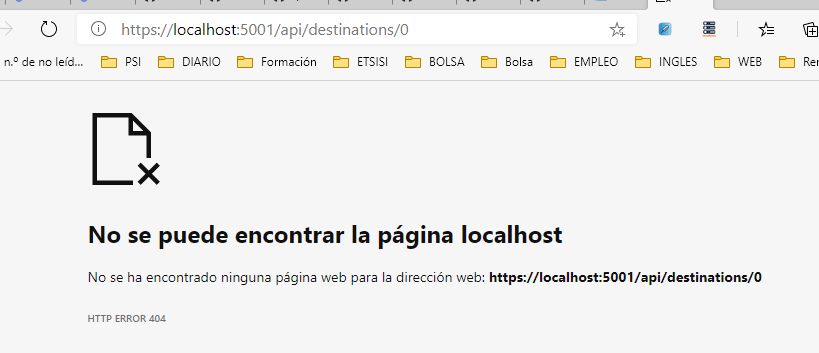 https://localhost:5001/api/destinations/0
n.º de no leíd... PSI DIARIO Formación ETSISI BOLSA Bolsa EMPLEO INGLES WEB Rer
No se puede encontrar la página localhost
No se ha encontrado ninguna página web para la dirección web: https://localhost:5001/api/destinations/0
HTTP ERROR 404